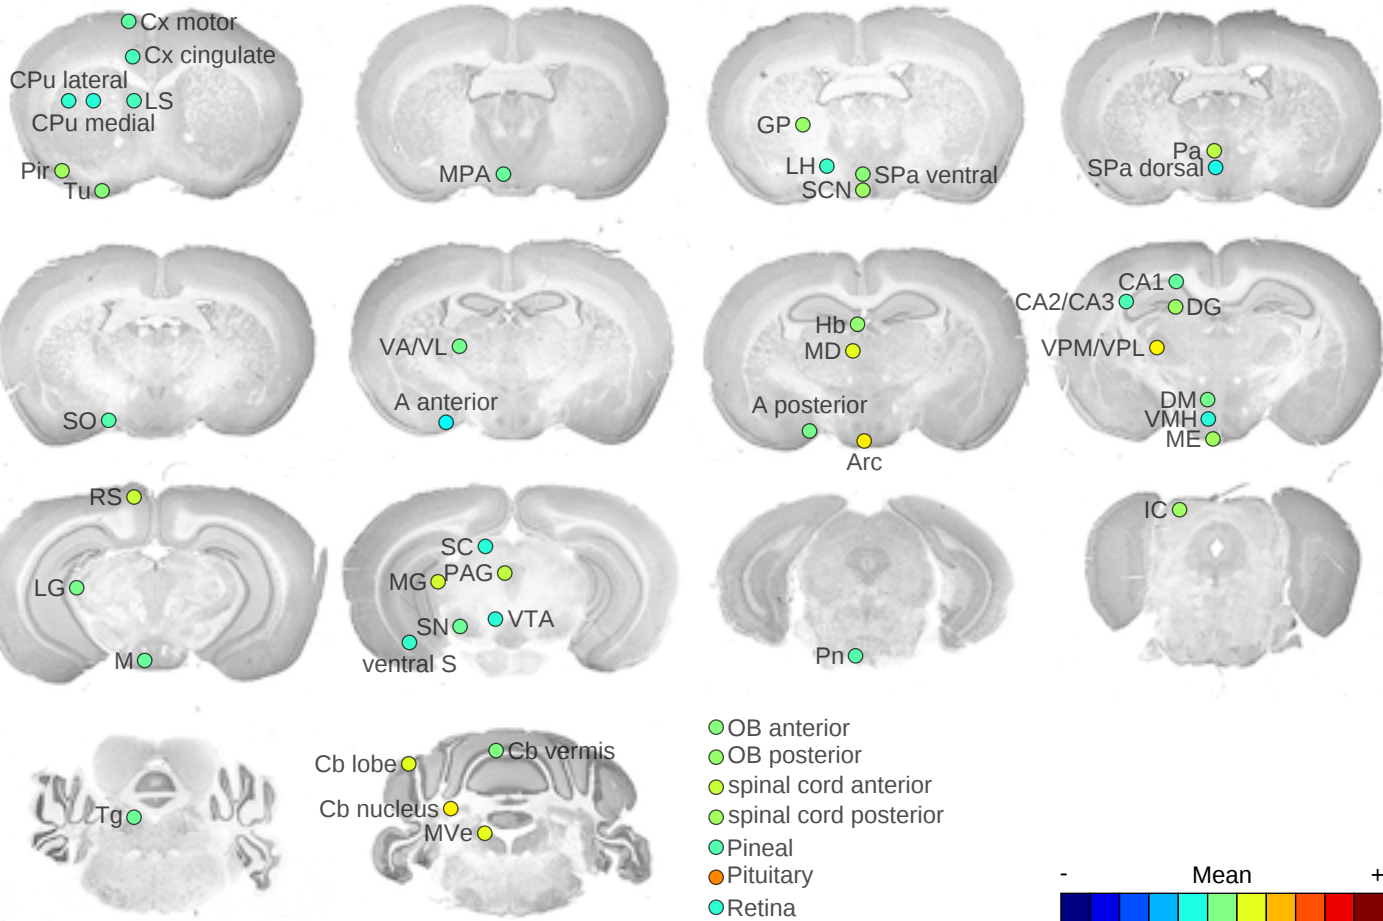 Cx motor
Cx cingulate
CPu lateral
LS
CPu medial
Pir
Tu
MPA
GP
LH
SPa ventral
SCN
Pa
SPa dorsal
SO
VA/VL
A anterior
Hb
MD
A posterior
Arc
CA1
CA2/CA3
DG
VPM/VPL
DM
VMH
ME
RS
LG
M
SC
MG
PAG
SN
VTA
ventral S
Pn
IC
Tg
Cb lobe
Cb vermis
Cb nucleus
MVe
OB anterior
OB posterior
spinal cord anterior
spinal cord posterior
Pineal
Pituitary
Retina
- Mean +